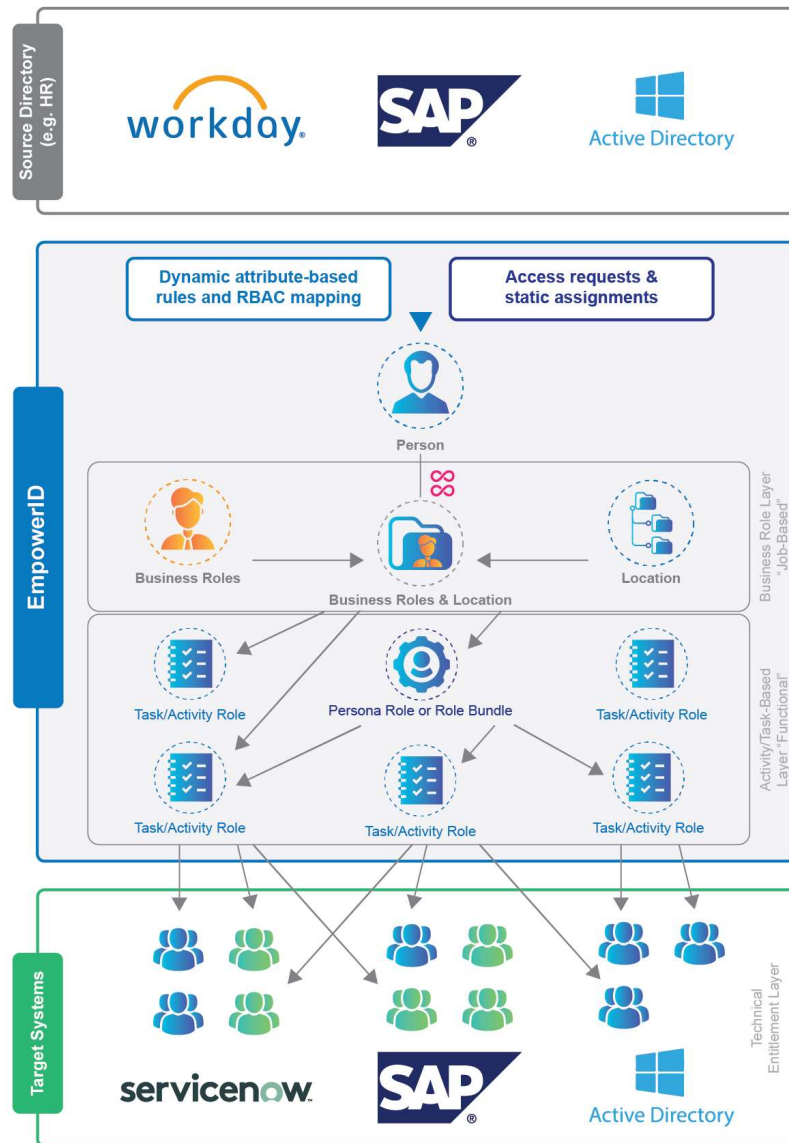 Source Directory
(e.g. HR)
workday®
SAP®
Active Directory
EmpowerID
Dynamic attribute-based
rules and RBAC mapping
Access requests &
static assignments
Person
Business Roles
Business Roles & Location
Location
Business Role Layer
"Job-Based"
Task/Activity Role
Persona Role or Role Bundle
Task/Activity Role
Task/Activity Role
Task/Activity Role
Task/Activity Role
Activity/Task-Based
Layer "Functional"
Target Systems
Technical
Entitlement Layer
servicenow™
SAP®
Active Directory